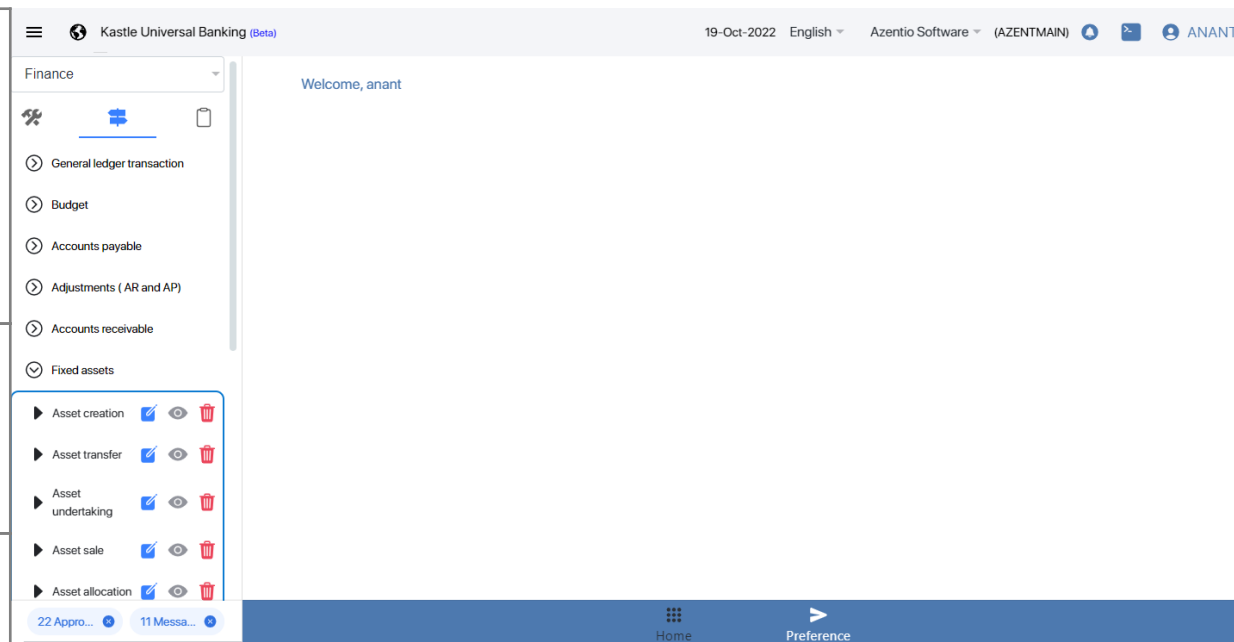 Kastle Universal Banking (Beta)
19-Oct-2022 English Azentio Software (AZENTMAIN) ANANT
Finance
Welcome, anant
General ledger transaction
Budget
Accounts payable
Adjustments ( AR and AP)
Accounts receivable
Fixed assets
Asset creation
Asset transfer
Asset
undertaking
Asset sale
Asset allocation
22 Appro... 11 Messa...
Home Preference